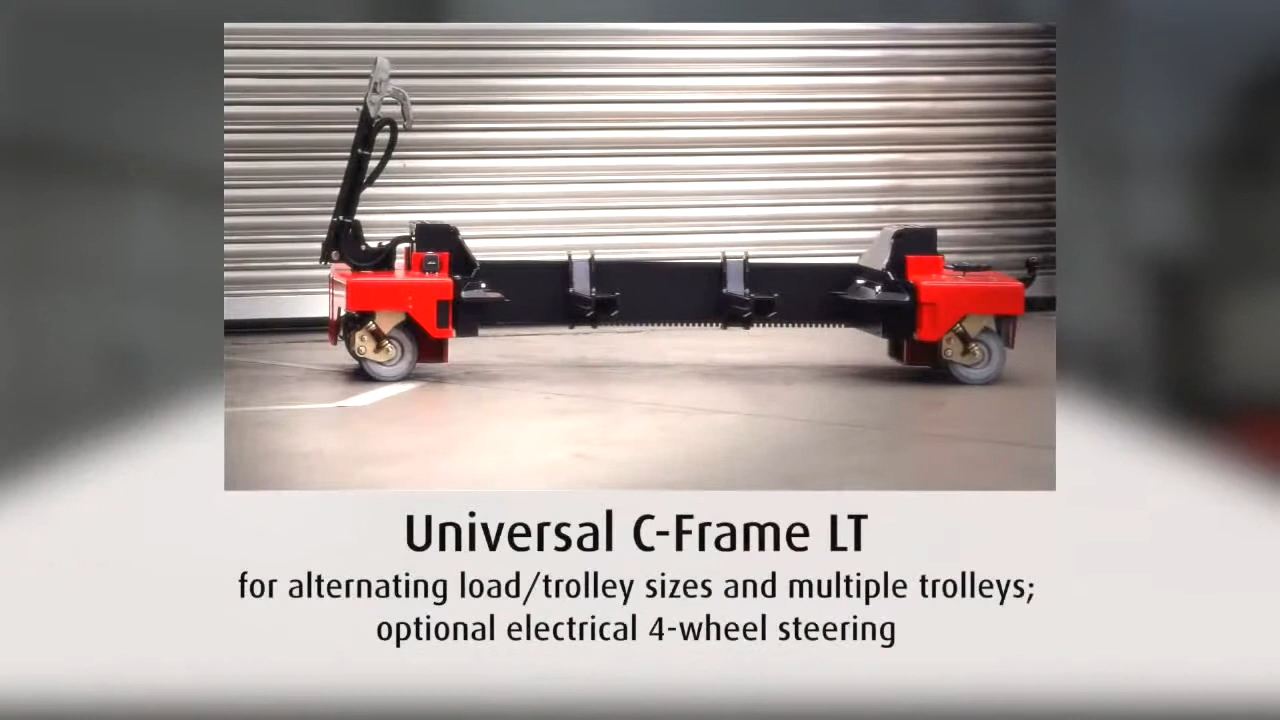 Universal C-Frame LT
for alternating load/trolley sizes and multiple trolleys;
optional electrical 4-wheel steering